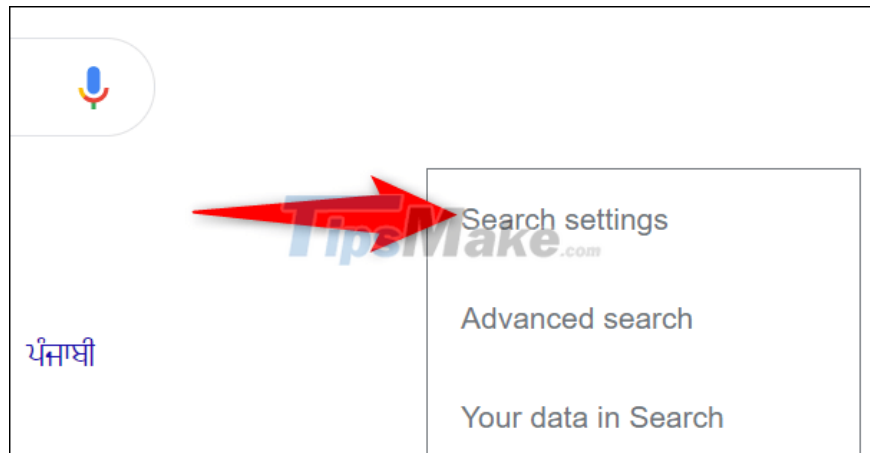 Search settings
TipsMake.com
Advanced search
ਪੰਜਾਬੀ
Your data in Search